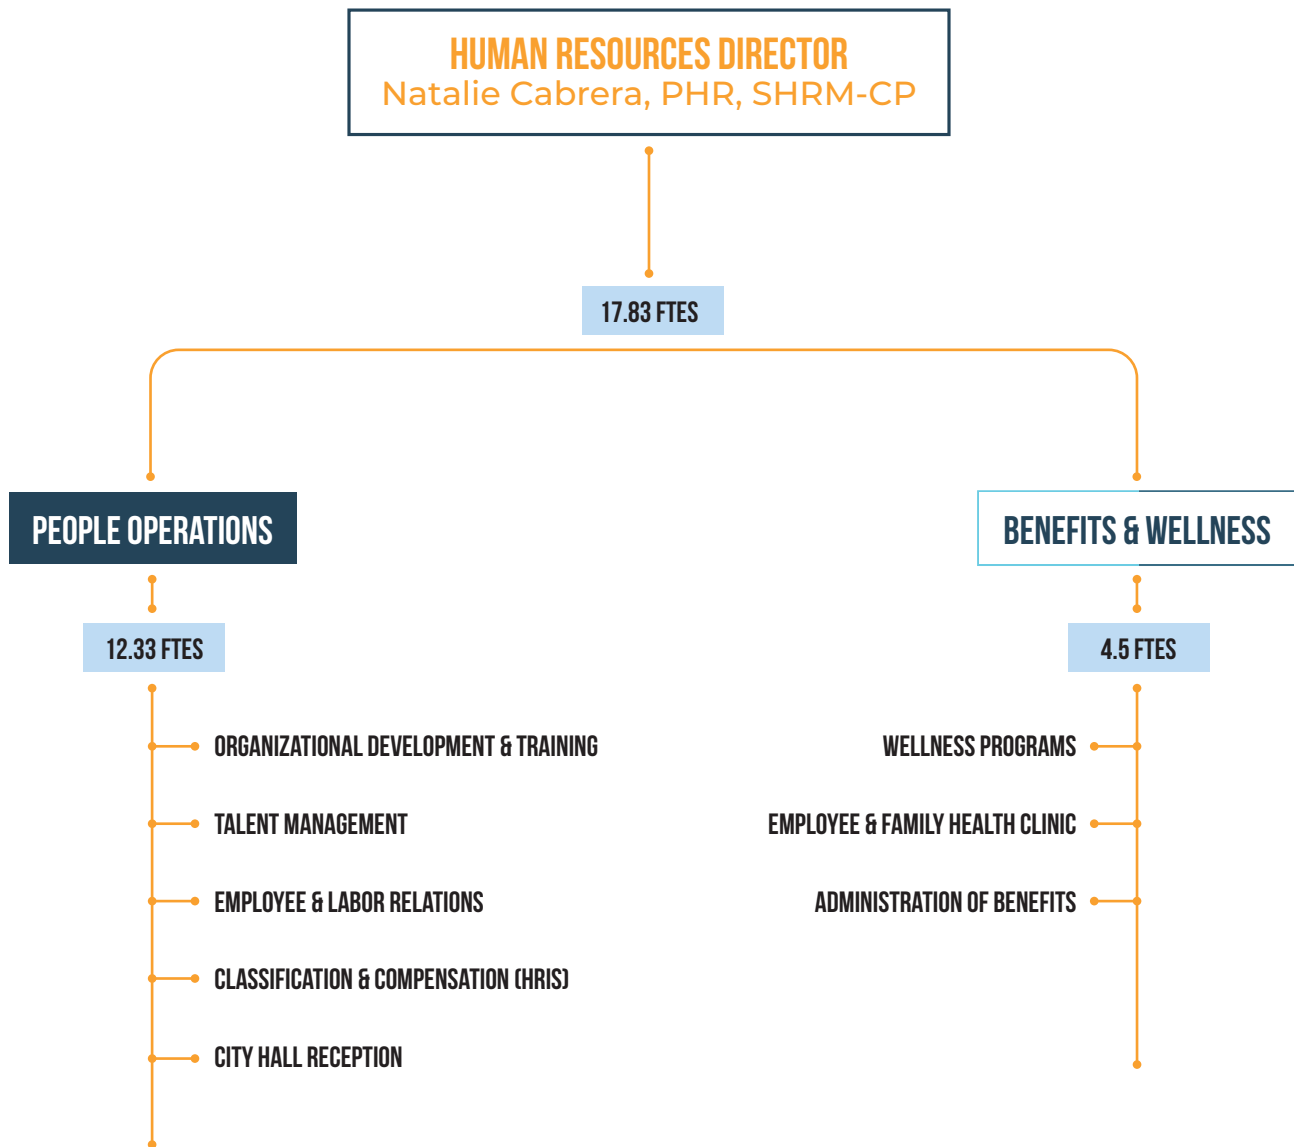 HUMAN RESOURCES DIRECTOR
Natalie Cabrera, PHR, SHRM-CP
17.83 FTES
PEOPLE OPERATIONS
12.33 FTES
ORGANIZATIONAL DEVELOPMENT & TRAINING
TALENT MANAGEMENT
EMPLOYEE & LABOR RELATIONS
CLASSIFICATION & COMPENSATION (HRIS)
CITY HALL RECEPTION
BENEFITS & WELLNESS
4.5 FTES
WELLNESS PROGRAMS
EMPLOYEE & FAMILY HEALTH CLINIC
ADMINISTRATION OF BENEFITS